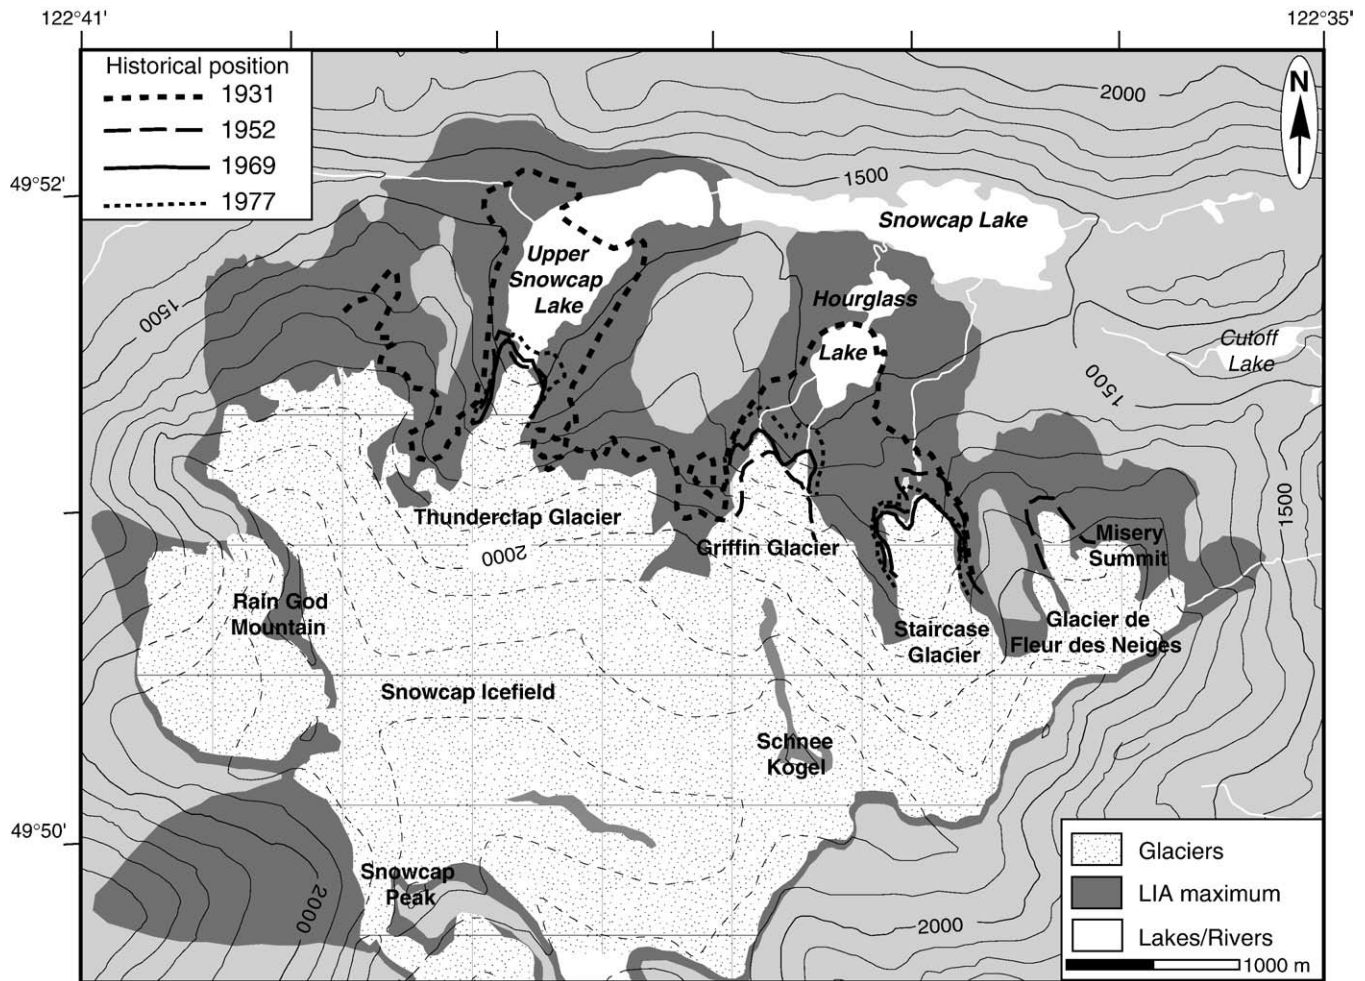 122°41'
122°35'
Historical position
1931
1952
1969
1977
N
2000
49°52'
1500
Snowcap Lake
Upper
Snowcap
Lake
Hourglass
Lake
1500
Cutoff
Lake
1500
1500
Thunderclap Glacier
2000
Griffin Glacier
Misery
Summit
Rain God
Mountain
Glacier de
Fleur des Neiges
Staircase
Glacier
Snowcap Icefield
Schnee
Kogel
49°50'
Snowcap
Peak
2000
2000
Glaciers
LIA maximum
Lakes/Rivers
1000 m